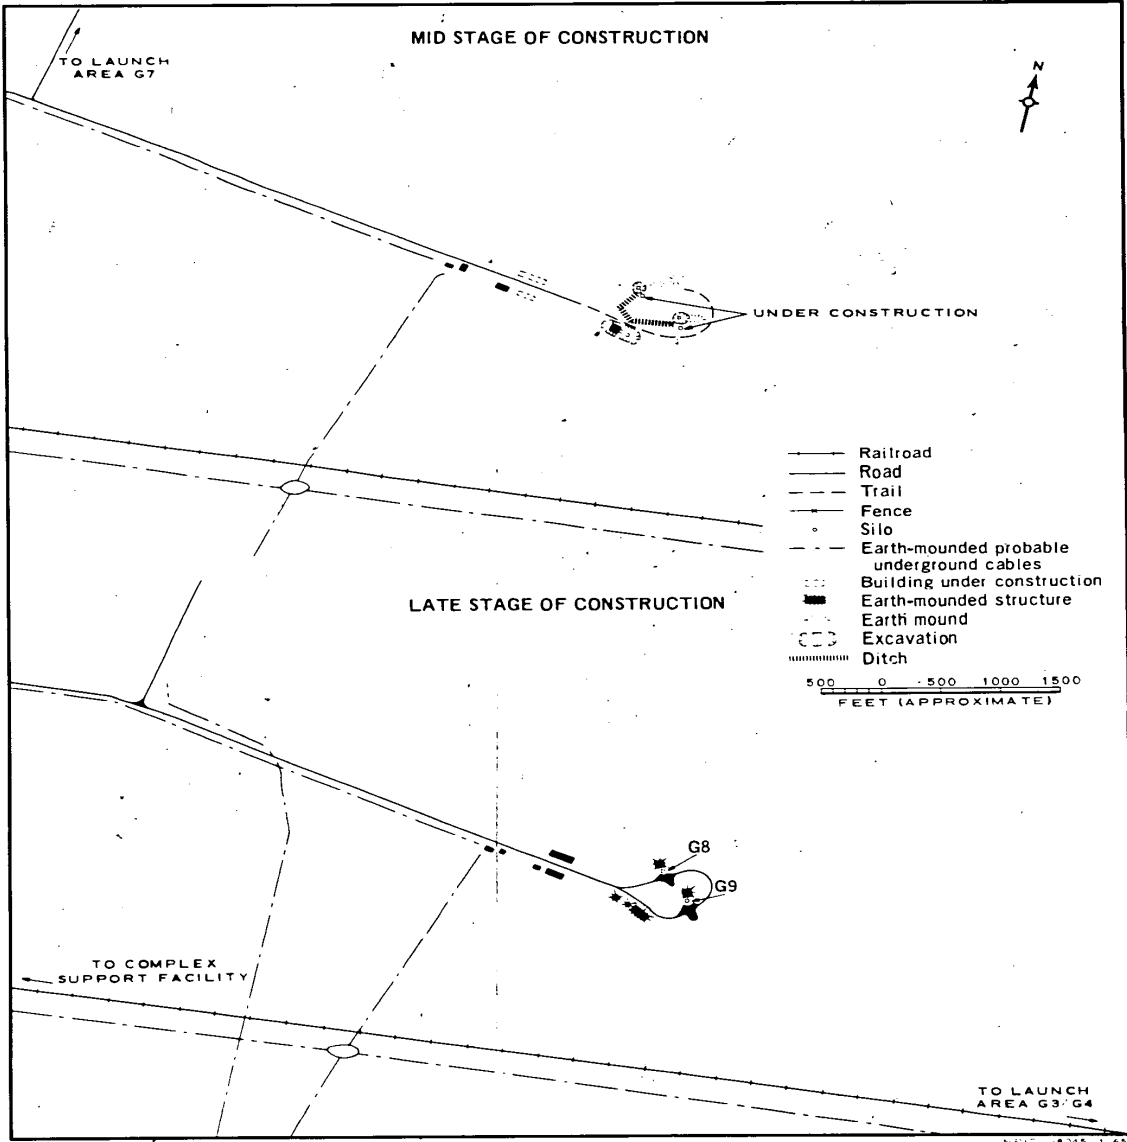 MID STAGE OF CONSTRUCTION
TO LAUNCH
AREA G7
N
UNDER CONSTRUCTION
Railroad
Road
Trail
Fence
Silo
Earth-mounded probable
underground cables
Building under construction
Earth-mounded structure
Earth mound
Excavation
Ditch
500 0 500 1000 1500
FEET (APPROXIMATE)
LATE STAGE OF CONSTRUCTION
G8
G9
TO COMPLEX
SUPPORT FACILITY
TO LAUNCH
AREA G3/G4